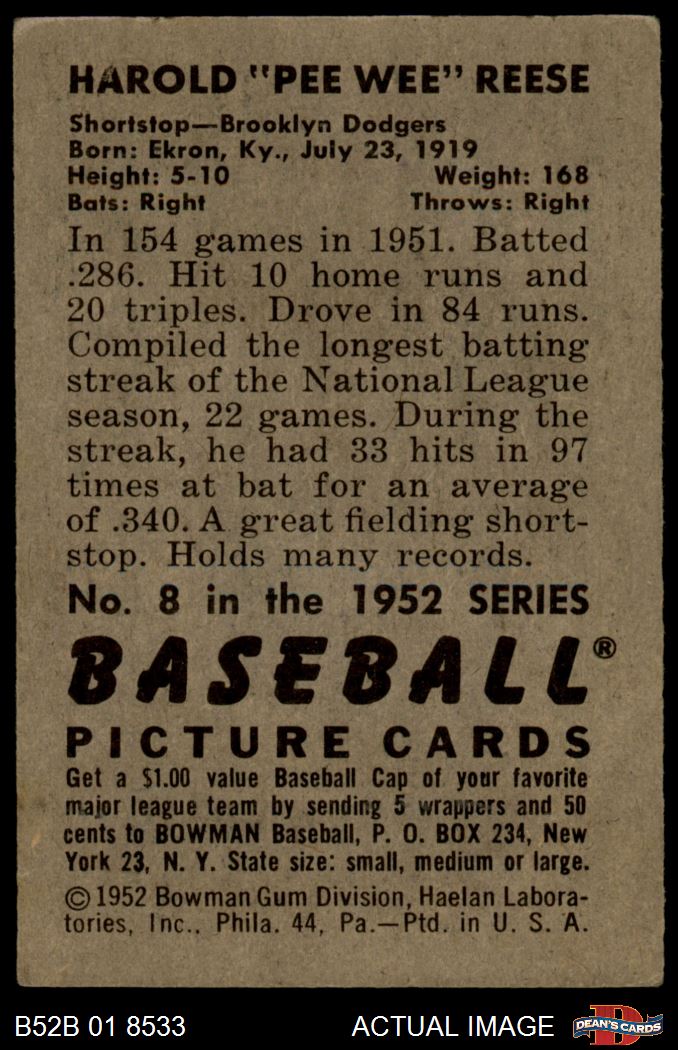 HAROLD "PEE WEE" REESE
Shortstop—Brooklyn Dodgers
Born: Ekron, Ky., July 23, 1919
Height: 5-10 Weight: 168
Bats: Right Throws: Right
In 154 games in 1951. Batted
.286. Hit 10 home runs and
20 triples. Drove in 84 runs.
Compiled the longest batting
streak of the National League
season, 22 games. During the
streak, he had 33 hits in 97
times at bat for an average
of .340. A great fielding short-
stop. Holds many records.
No. 8 in the 1952 SERIES
BASEBALL®
PICTURE CARDS
Get a $1.00 value Baseball Cap of your favorite
major league team by sending 5 wrappers and 50
cents to BOWMAN Baseball, P. O. BOX 234, New
York 23, N. Y. State size: small, medium or large.
© 1952 Bowman Gum Division, Haelan Labora-
tories, Inc., Phila. 44, Pa.—Ptd. in U. S. A.
B52B 01 8533 ACTUAL IMAGE DEAN'S CARDS